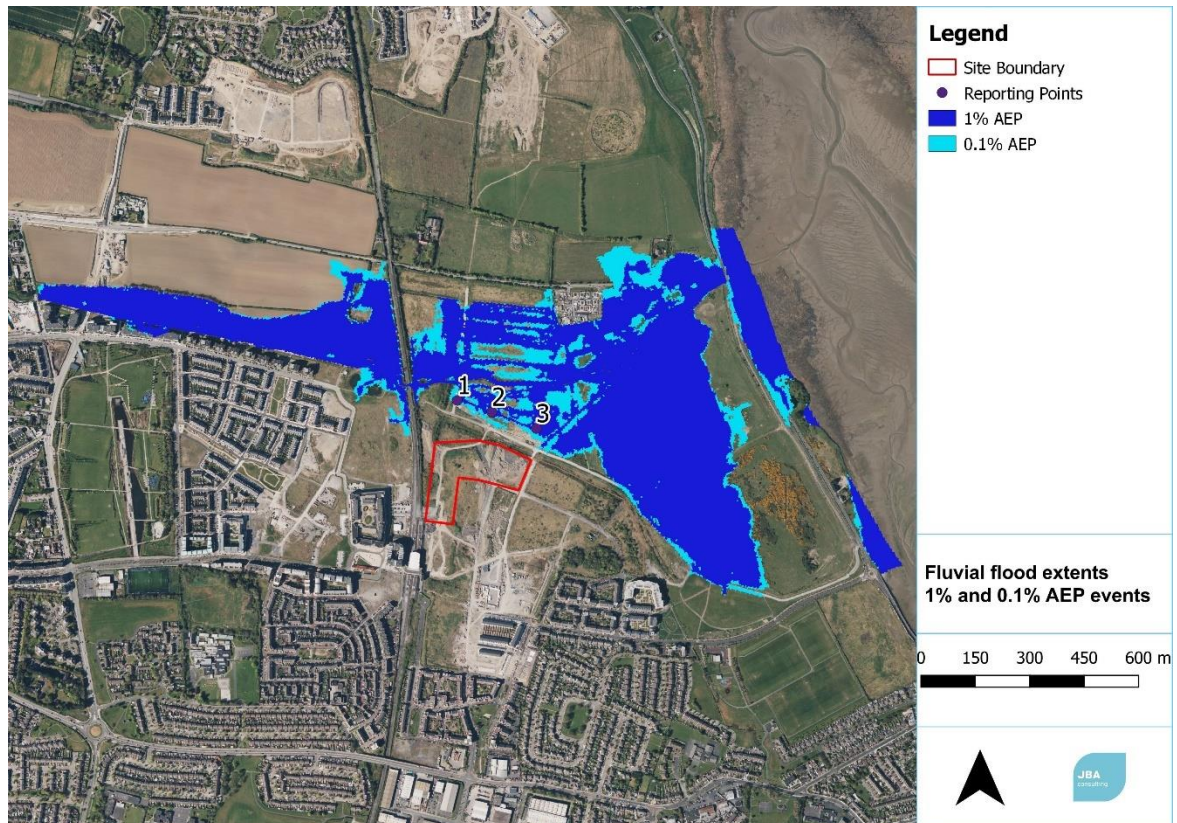 Legend
Site Boundary
Reporting Points
1% AEP
0.1% AEP
1
2
3
Fluvial flood extents
1% and 0.1% AEP events
0 150 300 450 600 m
JBA
consulting